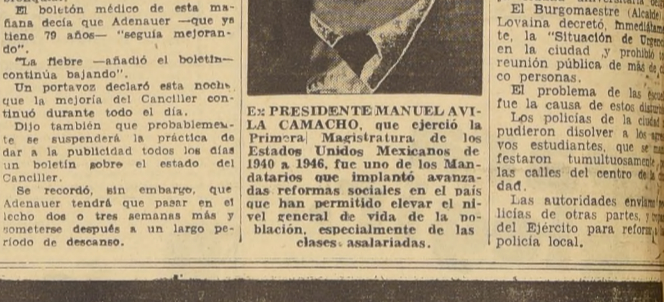 El boletín médico de esta ma-
ñana decía que Adenauer —que ya
tiene 79 años— "seguía mejoran-
do".
"La fiebre —añadió el boletín—
continúa bajando".
Un portavoz declaró esta noche
que la mejoría del Canciller con-
tinuó durante todo el día.
Dijo también que probablemen-
te se suspenderá la práctica de
dar a la publicidad todos los días
un boletín sobre el estado del
Canciller.
Se recordó, sin embargo, que
Adenauer tendrá que pasar en el
lecho dos o tres semanas más y
someterse después a un largo pe-
ríodo de descanso.
Ex PRESIDENTE MANUEL AVI-
LA CAMACHO, que ejerció la
Primera Magistratura de los
Estados Unidos Mexicanos de
1940 a 1946, fue uno de los Man-
datarios que implantó avanza-
das reformas sociales en el país
que han permitido elevar el ni-
vel general de vida de la po-
blación, especialmente de las
clases asalariadas.
El Burgomaestre (Alcalde
Lovaina decretó, inmediatame
te, la "Situación de Urgen
en la ciudad y prohibió
reunión pública de más de
co personas.
El problema de las
fue la causa de estos
Los policías de la ciudad
pudieron disolver a los
vos estudiantes, que se
festaron tumultuosamente
las calles del centro de
dad.
Las autoridades
licías de otras partes, y
del Ejército para
policía local.